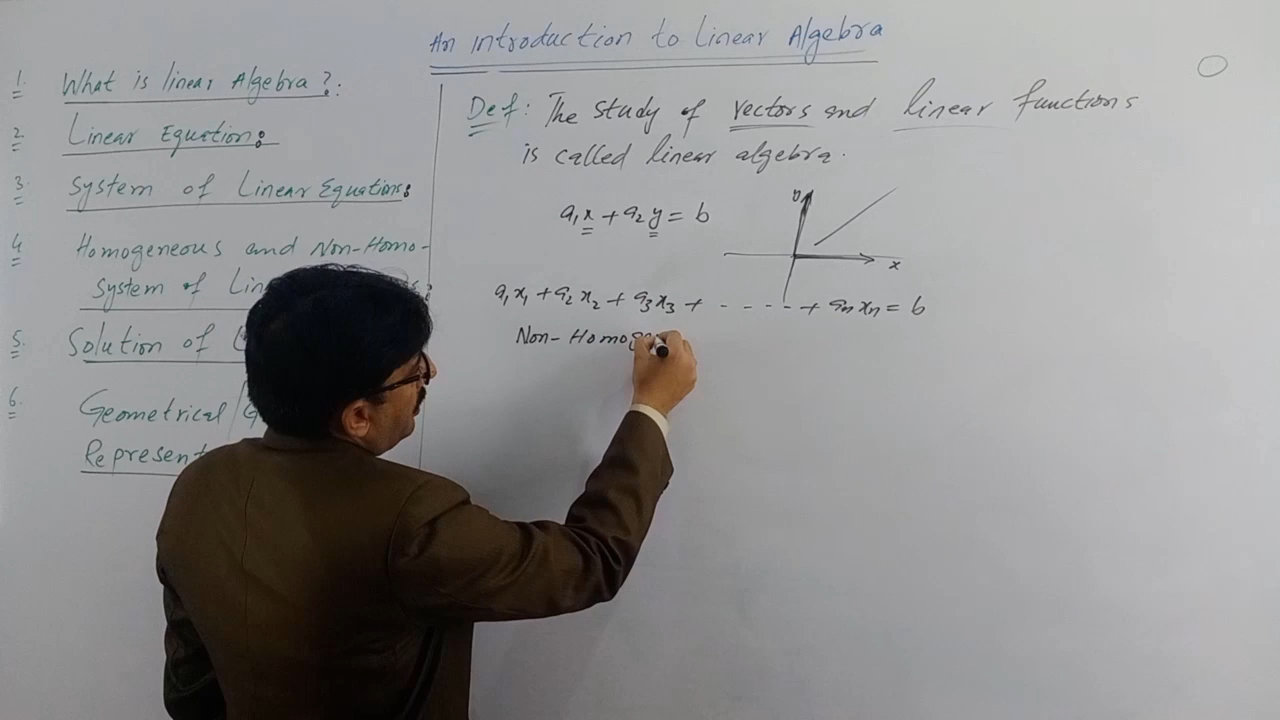 An introduction to Linear Algebra
1. What is linear Algebra?:
2. Linear Equation:
3. System of Linear Equations:
4. Homogeneous and Non-Homo-
System of
5. Solution of
6. Geometrical /
Def: The study of vectors and linear functions
is called linear algebra.
a₁x + a₂y = b
y
x
a₁x₁ + a₂x₂ + a₃x₃ + - - - - + aₙxₙ = b
Non-Homog